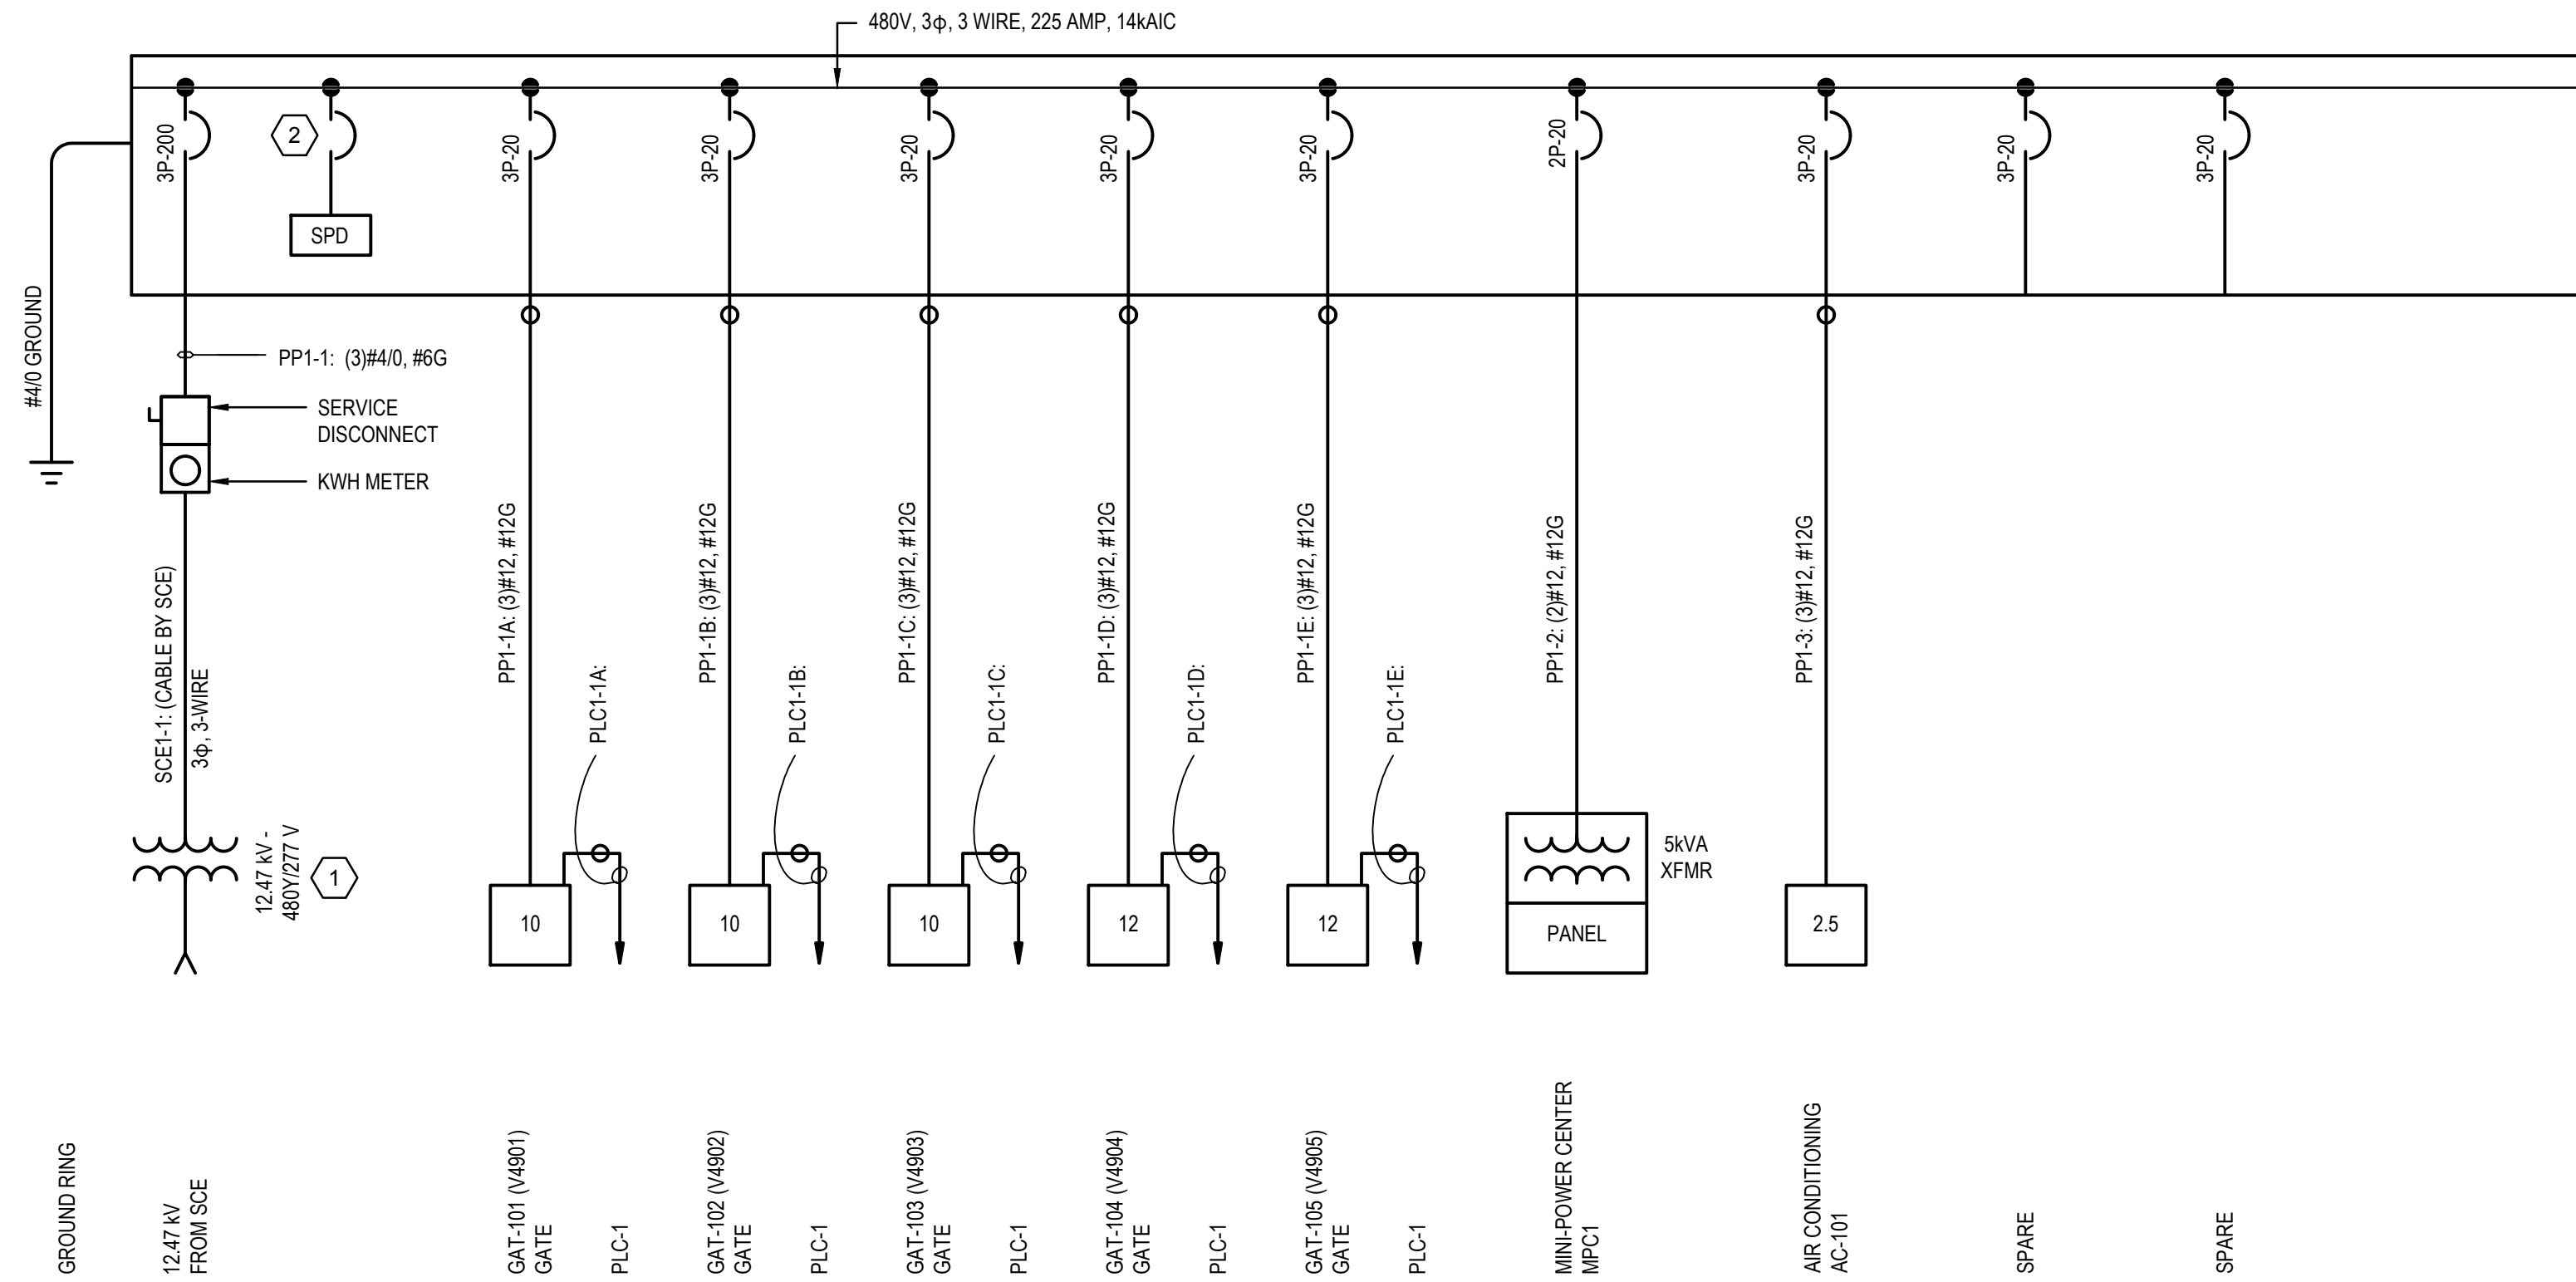 480V, 3ϕ, 3 WIRE, 225 AMP, 14kAIC
3P-200
2
SPD
3P-20
3P-20
3P-20
3P-20
3P-20
2P-20
3P-20
3P-20
3P-20
#4/0 GROUND
PP1-1: (3)#4/0, #6G
SERVICE
DISCONNECT
KWH METER
SCE1-1: (CABLE BY SCE)
3ϕ, 3-WIRE
12.47 kV -
480Y/277 V
1
PP1-1A: (3)#12, #12G
PLC1-1A:
PP1-1B: (3)#12, #12G
PLC1-1B:
PP1-1C: (3)#12, #12G
PLC1-1C:
PP1-1D: (3)#12, #12G
PLC1-1D:
PP1-1E: (3)#12, #12G
PLC1-1E:
PP1-2: (2)#12, #12G
PP1-3: (3)#12, #12G
10
10
10
12
12
5kVA
XFMR
PANEL
2.5
GROUND RING
12.47 kV
FROM SCE
GAT-101 (V4901)
GATE
PLC-1
GAT-102 (V4902)
GATE
PLC-1
GAT-103 (V4903)
GATE
PLC-1
GAT-104 (V4904)
GATE
PLC-1
GAT-105 (V4905)
GATE
PLC-1
MINI-POWER CENTER
MPC1
AIR CONDITIONING
AC-101
SPARE
SPARE